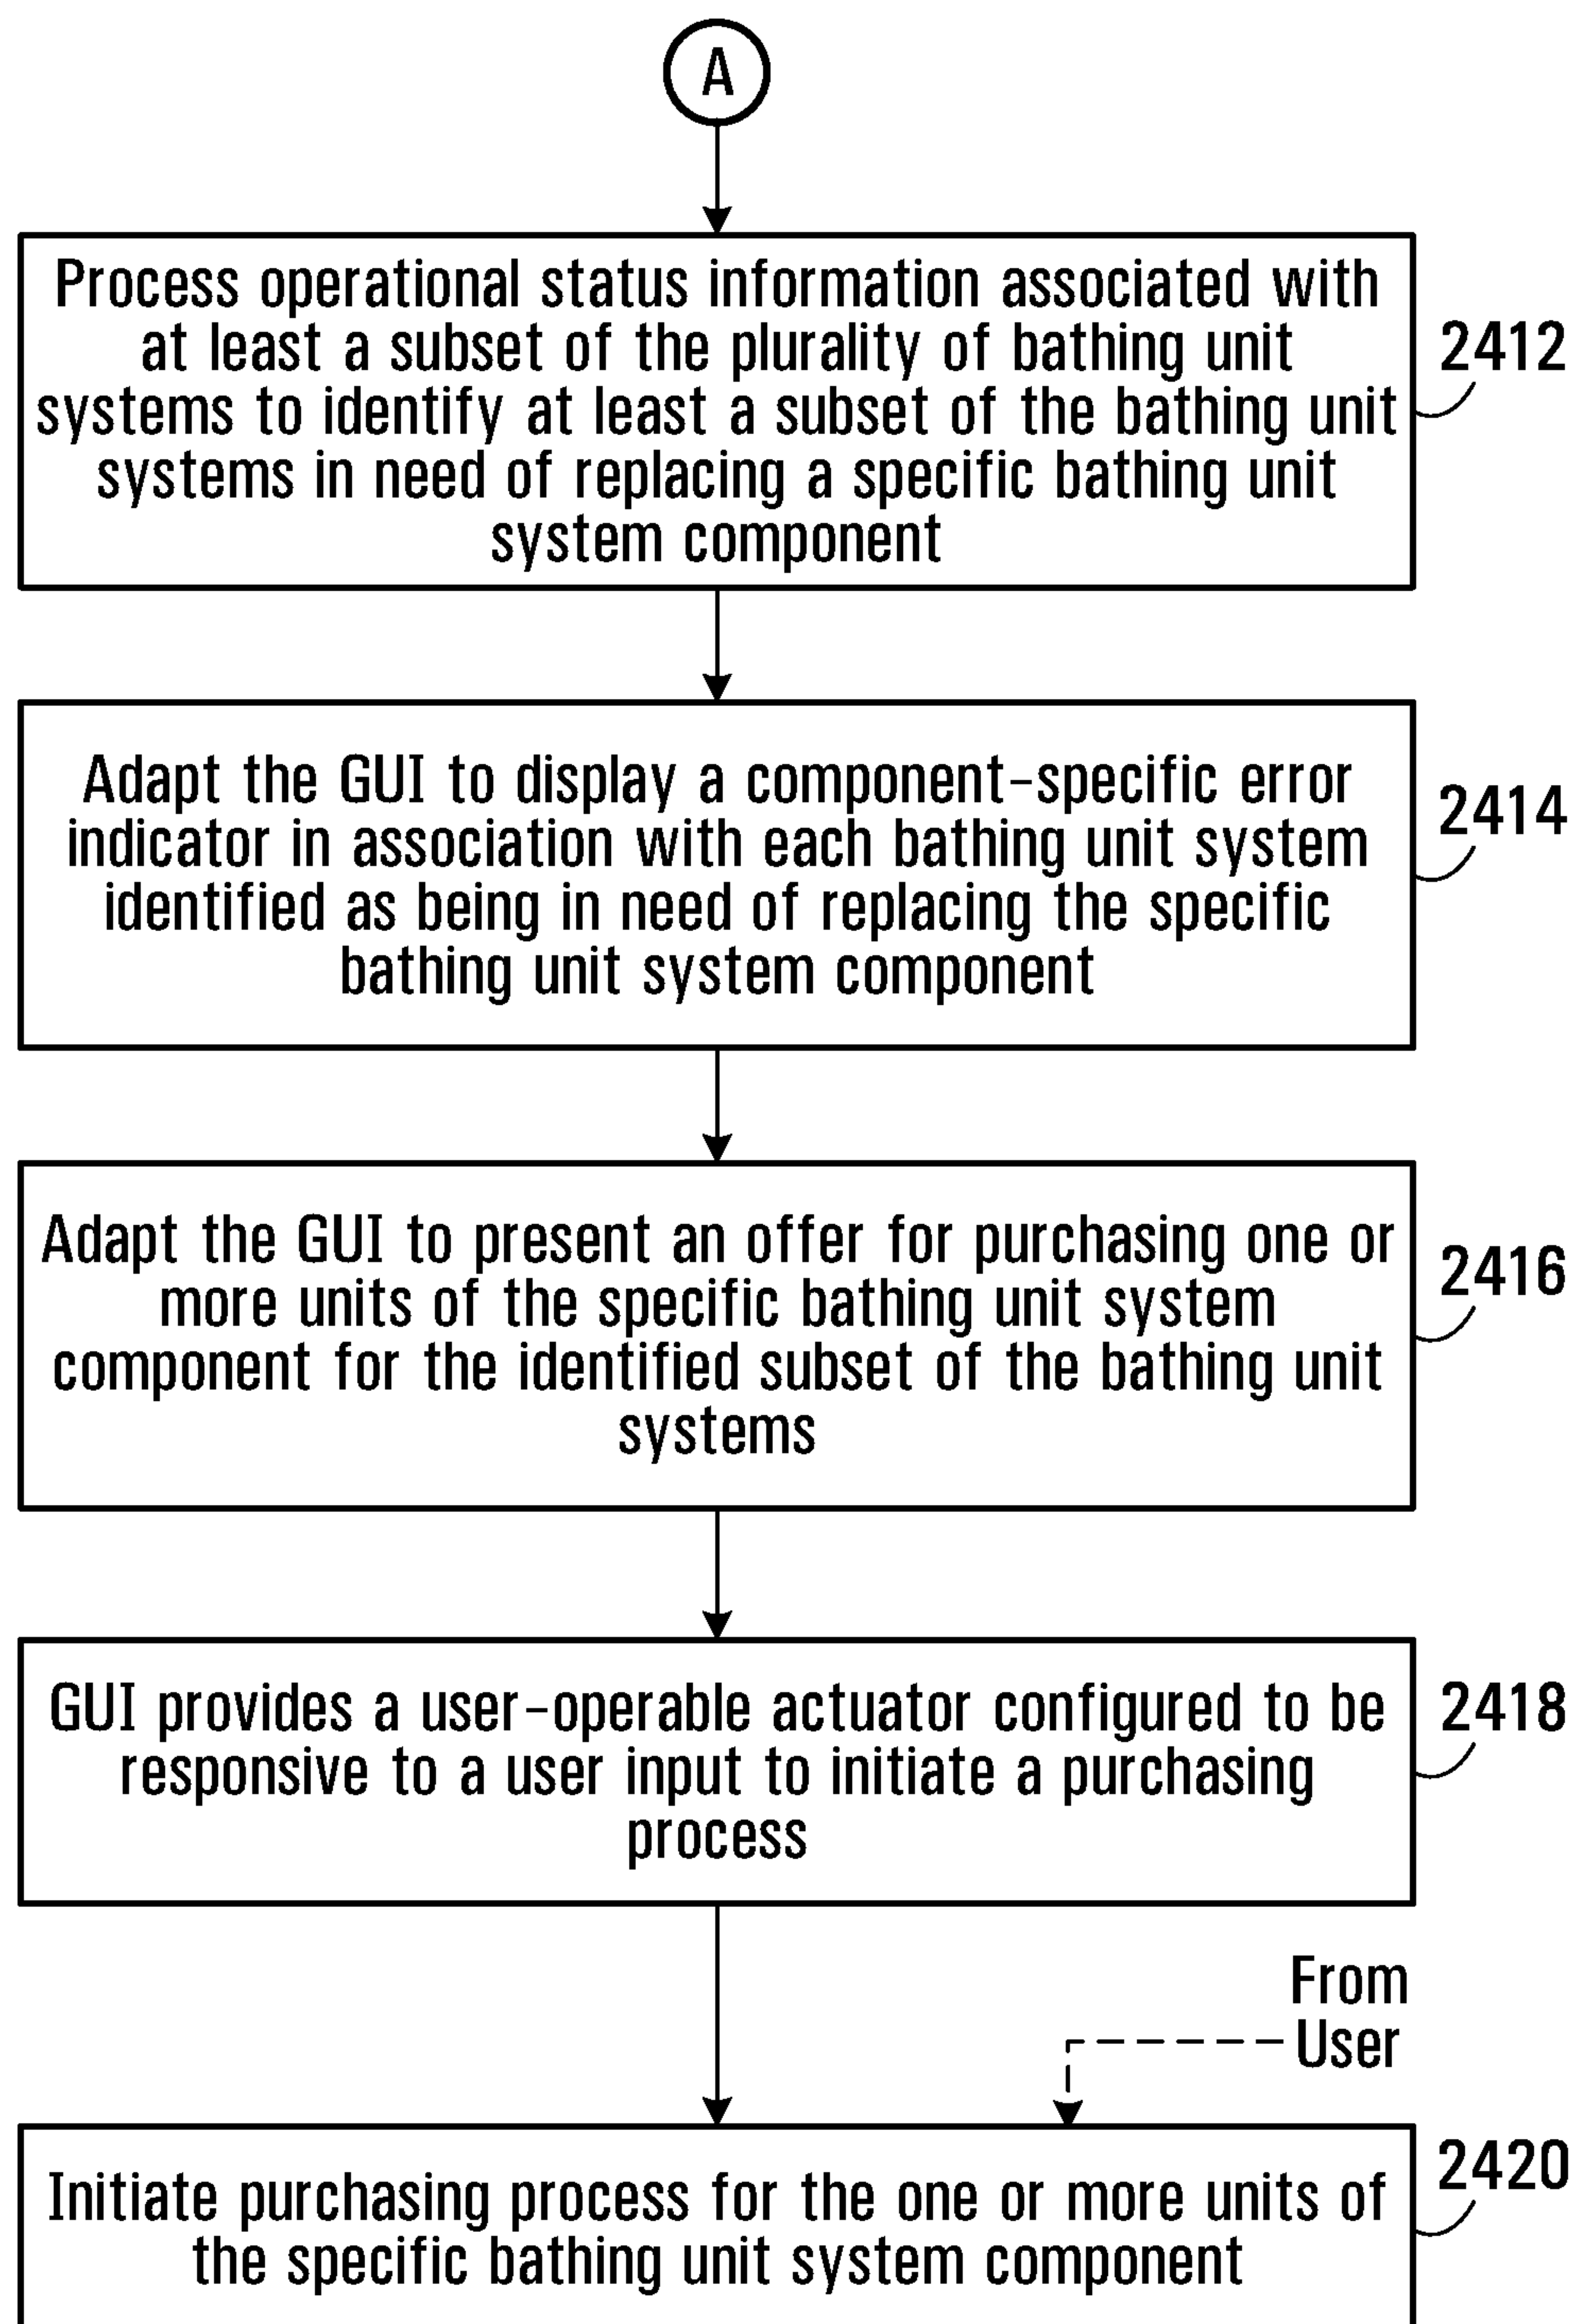 A
Process operational status information associated with
at least a subset of the plurality of bathing unit
systems to identify at least a subset of the bathing unit
systems in need of replacing a specific bathing unit
system component
2412
Adapt the GUI to display a component-specific error
indicator in association with each bathing unit system
identified as being in need of replacing the specific
bathing unit system component
2414
Adapt the GUI to present an offer for purchasing one or
more units of the specific bathing unit system
component for the identified subset of the bathing unit
systems
2416
GUI provides a user-operable actuator configured to be
responsive to a user input to initiate a purchasing
process
2418
From
User
Initiate purchasing process for the one or more units of
the specific bathing unit system component
2420